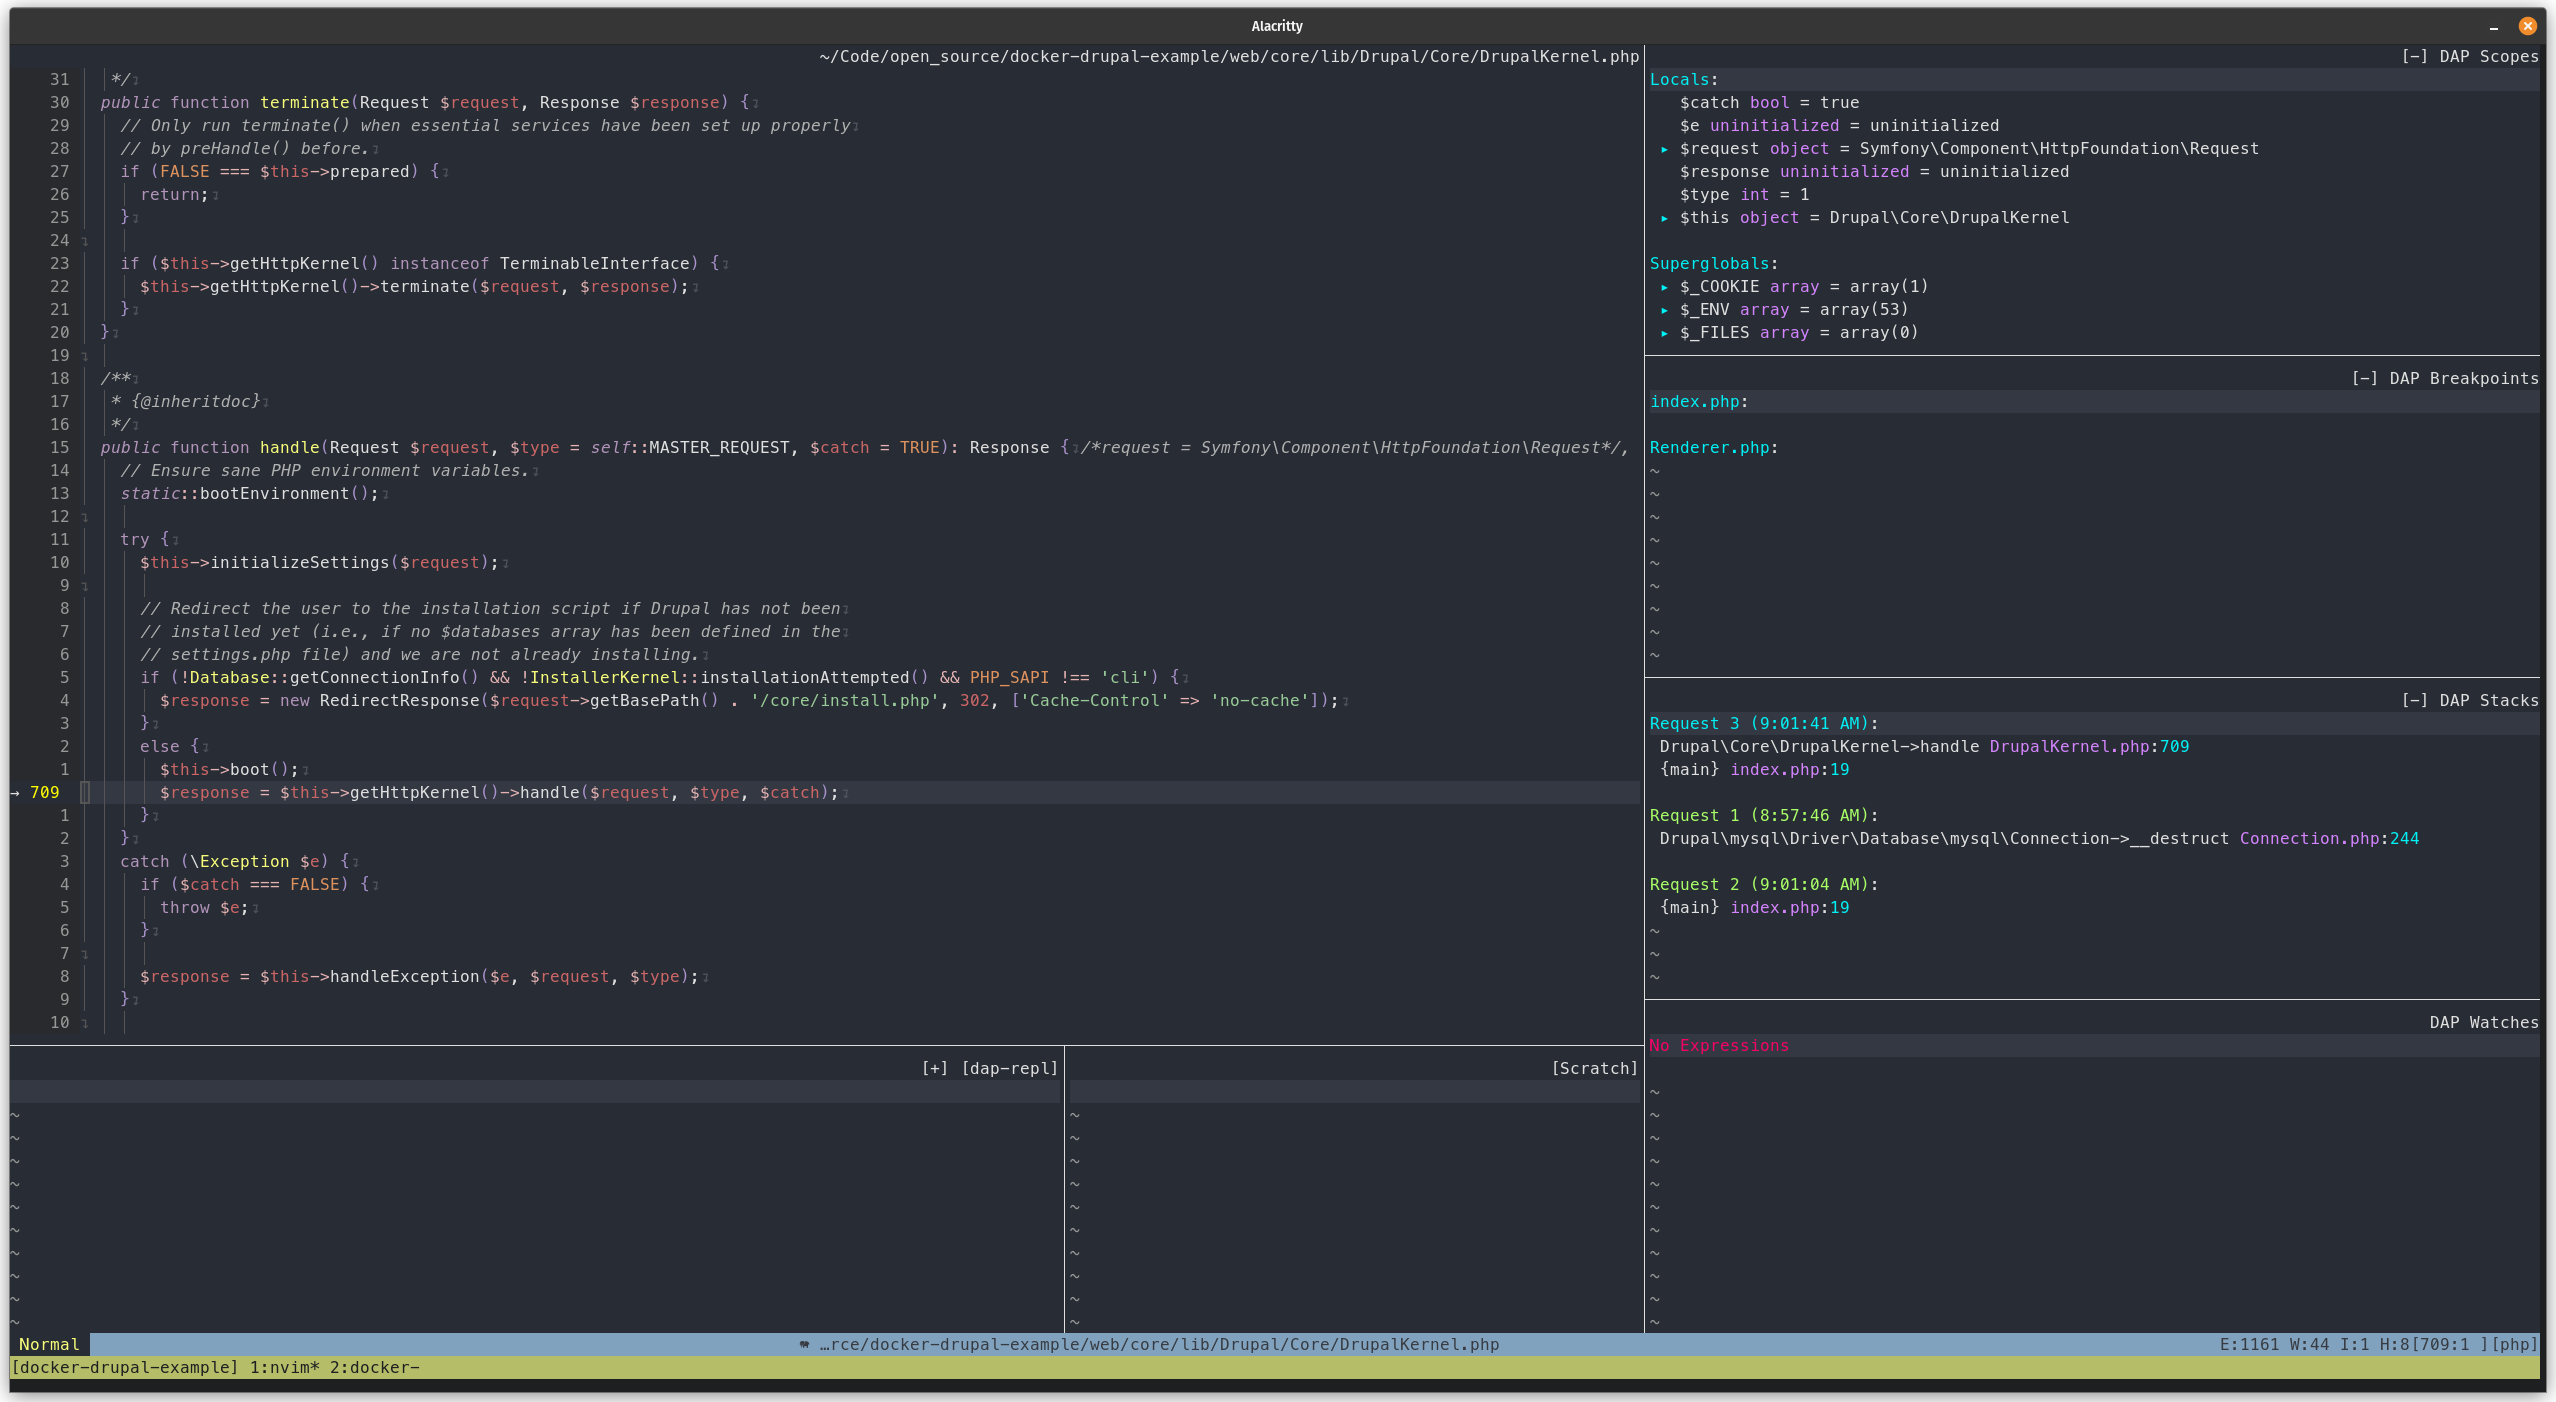 Alacritty
~/Code/open_source/docker-drupal-example/web/core/lib/Drupal/Core/DrupalKernel.php
31 */
30 public function terminate(Request $request, Response $response) {
29 // Only run terminate() when essential services have been set up properly
28 // by preHandle() before.
27 if (FALSE === $this->prepared) {
26 return;
25 }
24
23 if ($this->getHttpKernel() instanceof TerminableInterface) {
22 $this->getHttpKernel()->terminate($request, $response);
21 }
20 }
19
18 /**
17 * {@inheritdoc}
16 */
15 public function handle(Request $request, $type = self::MASTER_REQUEST, $catch = TRUE): Response { /*request = Symfony\Component\HttpFoundation\Request*/,
14 // Ensure sane PHP environment variables.
13 static::bootEnvironment();
12
11 try {
10 $this->initializeSettings($request);
9
8 // Redirect the user to the installation script if Drupal has not been
7 // installed yet (i.e., if no $databases array has been defined in the
6 // settings.php file) and we are not already installing.
5 if (!Database::getConnectionInfo() && !InstallerKernel::installationAttempted() && PHP_SAPI !== 'cli') {
4 $response = new RedirectResponse($request->getBasePath() . '/core/install.php', 302, ['Cache-Control' => 'no-cache']);
3 }
2 else {
1 $this->boot();
→ 709 $response = $this->getHttpKernel()->handle($request, $type, $catch);
1 }
2 }
3 catch (\Exception $e) {
4 if ($catch === FALSE) {
5 throw $e;
6 }
7
8 $response = $this->handleException($e, $request, $type);
9 }
10
[+] [dap-repl]
~
~
~
~
~
~
~
~
~
~
[Scratch]
~
~
~
~
~
~
~
~
~
~
[-] DAP Scopes
Locals:
$catch bool = true
$e uninitialized = uninitialized
▸ $request object = Symfony\Component\HttpFoundation\Request
$response uninitialized = uninitialized
$type int = 1
▸ $this object = Drupal\Core\DrupalKernel
Superglobals:
▸ $_COOKIE array = array(1)
▸ $_ENV array = array(53)
▸ $_FILES array = array(0)
[-] DAP Breakpoints
index.php:
Renderer.php:
~
~
~
~
~
~
~
~
~
[-] DAP Stacks
Request 3 (9:01:41 AM):
Drupal\Core\DrupalKernel->handle DrupalKernel.php:709
{main} index.php:19
Request 1 (8:57:46 AM):
Drupal\mysql\Driver\Database\mysql\Connection->__destruct Connection.php:244
Request 2 (9:01:04 AM):
{main} index.php:19
~
~
~
DAP Watches
No Expressions
~
~
~
~
~
~
~
~
~
~
~
Normal …rce/docker-drupal-example/web/core/lib/Drupal/Core/DrupalKernel.php E:1161 W:44 I:1 H:8[709:1 ][php]
[docker-drupal-example] 1:nvim* 2:docker-